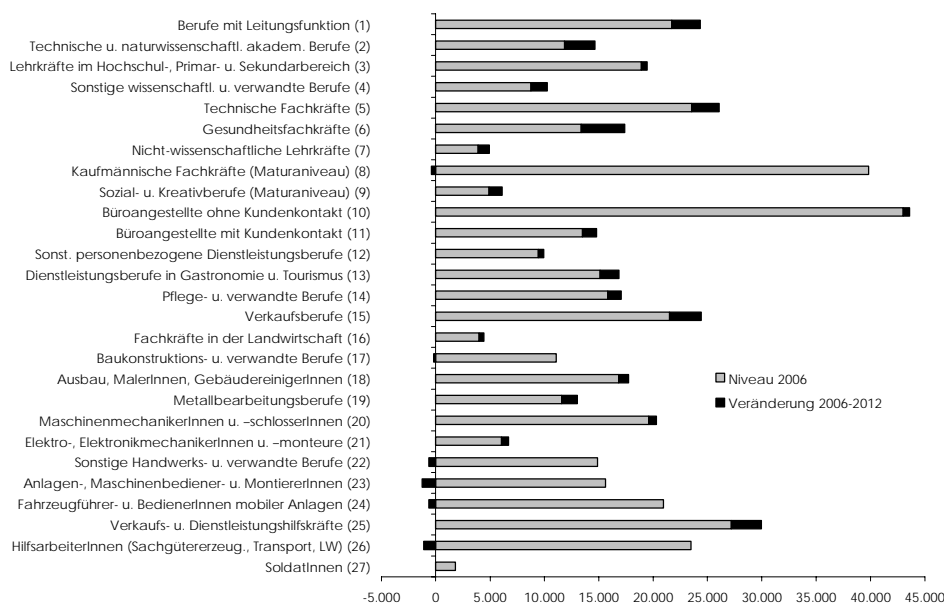 Berufe mit Leitungsfunktion (1)
Technische u. naturwissenschaftl. akadem. Berufe (2)
Lehrkräfte im Hochschul-, Primar- u. Sekundarbereich (3)
Sonstige wissenschaftl. u. verwandte Berufe (4)
Technische Fachkräfte (5)
Gesundheitsfachkräfte (6)
Nicht-wissenschaftliche Lehrkräfte (7)
Kaufmännische Fachkräfte (Maturaniveau) (8)
Sozial- u. Kreativberufe (Maturaniveau) (9)
Büroangestellte ohne Kundenkontakt (10)
Büroangestellte mit Kundenkontakt (11)
Sonst. personenbezogene Dienstleistungsberufe (12)
Dienstleistungsberufe in Gastronomie u. Tourismus (13)
Pflege- u. verwandte Berufe (14)
Verkaufsberufe (15)
Fachkräfte in der Landwirtschaft (16)
Baukonstruktions- u. verwandte Berufe (17)
Ausbau, MalerInnen, GebäudereinigerInnen (18)
Metallbearbeitungsberufe (19)
MaschinenmechanikerInnen u. –schlosserInnen (20)
Elektro-, ElektronikmechanikerInnen u. –monteure (21)
Sonstige Handwerks- u. verwandte Berufe (22)
Anlagen-, Maschinenbediener- u. MontiererInnen (23)
Fahrzeugführer- u. BedienerInnen mobiler Anlagen (24)
Verkaufs- u. Dienstleistungshilfskräfte (25)
HilfsarbeiterInnen (Sachgütererzeug., Transport, LW) (26)
SoldatInnen (27)
Niveau 2006
Veränderung 2006-2012
-5.000 0 5.000 10.000 15.000 20.000 25.000 30.000 35.000 40.000 45.000